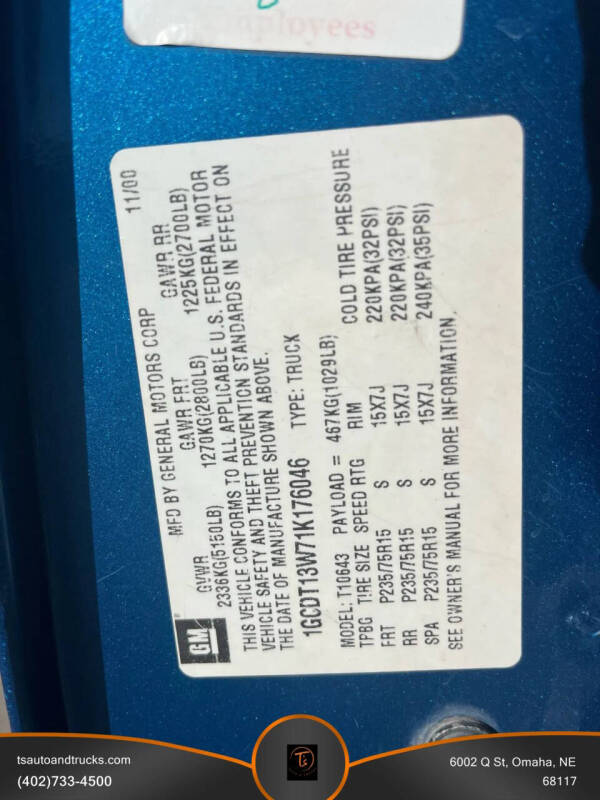 employees
MFD BY GENERAL MOTORS CORP 11/00
GVWR GAWR FRT GAWR RR
2336KG(5150LB) 1270KG(2800LB) 1225KG(2700LB)
THIS VEHICLE CONFORMS TO ALL APPLICABLE U.S. FEDERAL MOTOR
VEHICLE SAFETY AND THEFT PREVENTION STANDARDS IN EFFECT ON
THE DATE OF MANUFACTURE SHOWN ABOVE.
GM
1GCDT13W71K176046 TYPE: TRUCK
MODEL: T10643 PAYLOAD = 467KG(1029LB)
TPBG TIRE SIZE SPEED RTG RIM COLD TIRE PRESSURE
FRT P235/75R15 S 15X7J 220KPA(32PSI)
RR P235/75R15 S 15X7J 220KPA(32PSI)
SPA P235/75R15 S 15X7J 240KPA(35PSI)
SEE OWNER'S MANUAL FOR MORE INFORMATION.
tsautoandtrucks.com
(402)733-4500
T's
6002 Q St, Omaha, NE
68117